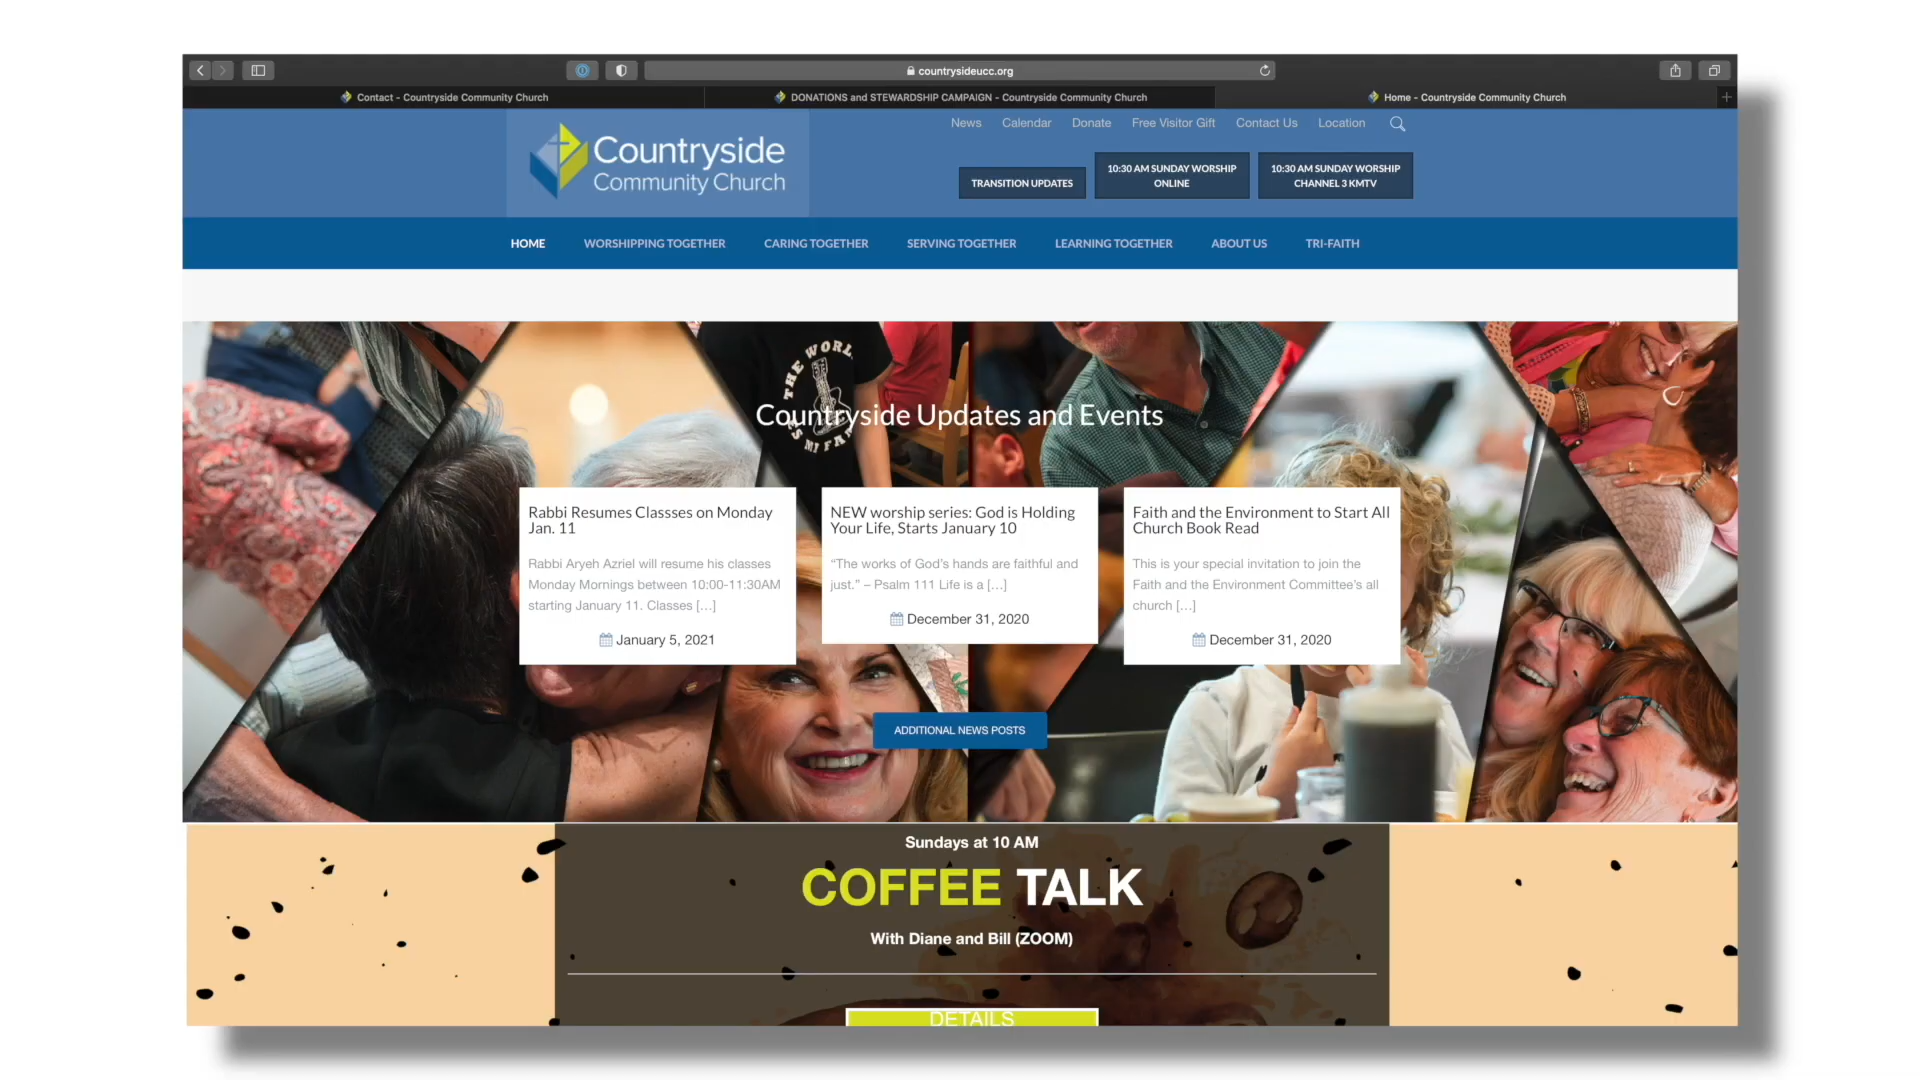 countrysideucc.org
Contact - Countryside Community Church
DONATIONS and STEWARDSHIP CAMPAIGN - Countryside Community Church
Home - Countryside Community Church
Countryside
Community Church
News Calendar Donate Free Visitor Gift Contact Us Location
TRANSITION UPDATES
10:30 AM SUNDAY WORSHIP
ONLINE
10:30 AM SUNDAY WORSHIP
CHANNEL 3 KMTV
HOME WORSHIPPING TOGETHER CARING TOGETHER SERVING TOGETHER LEARNING TOGETHER ABOUT US TRI-FAITH
THE WORL
Countryside Updates and Events
S MY FA
Rabbi Resumes Classses on Monday
Jan. 11
Rabbi Aryeh Azriel will resume his classes
Monday Mornings between 10:00-11:30AM
starting January 11. Classes [...]
January 5, 2021
NEW worship series: God is Holding
Your Life, Starts January 10
“The works of God’s hands are faithful and
just.” – Psalm 111 Life is a [...]
December 31, 2020
Faith and the Environment to Start All
Church Book Read
This is your special invitation to join the
Faith and the Environment Committee’s all
church [...]
December 31, 2020
ADDITIONAL NEWS POSTS
Sundays at 10 AM
COFFEE TALK
With Diane and Bill (ZOOM)
DETAILS